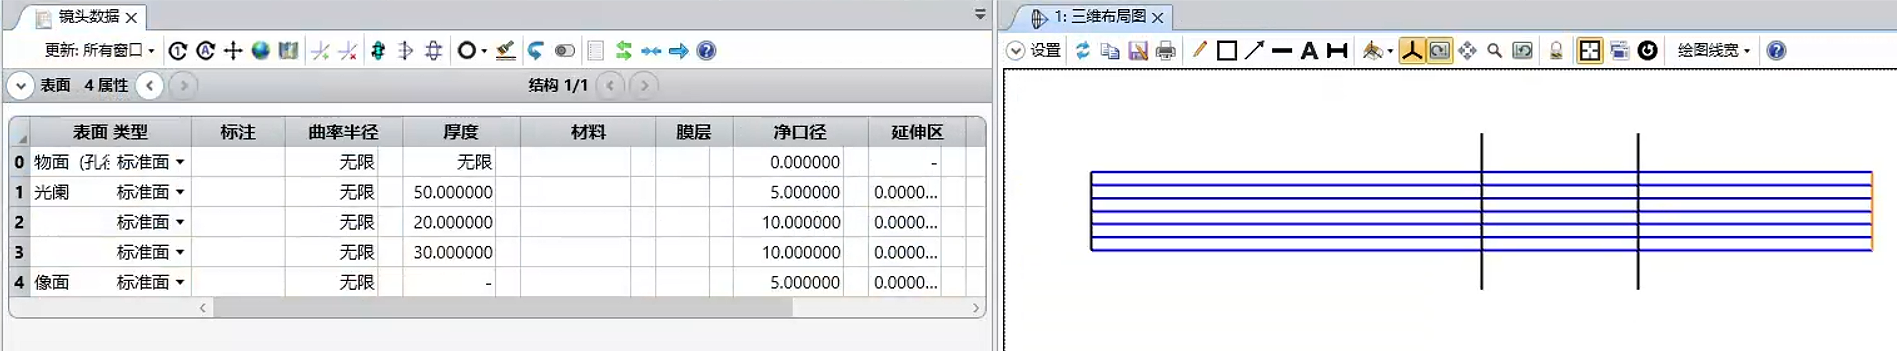 镜头数据
更新: 所有窗口
表面 4 属性
结构 1/1
表面 类型 标注 曲率半径 厚度 材料 膜层 净口径 延伸区
0 物面 (孔 标准面 无限 无限 0.000000 -
1 光阑 标准面 无限 50.000000 5.000000 0.0000...
2 标准面 无限 20.000000 10.000000 0.0000...
3 标准面 无限 30.000000 10.000000 0.0000...
4 像面 标准面 无限 - 5.000000 0.0000...
1: 三维布局图
设置
A
绘图线宽